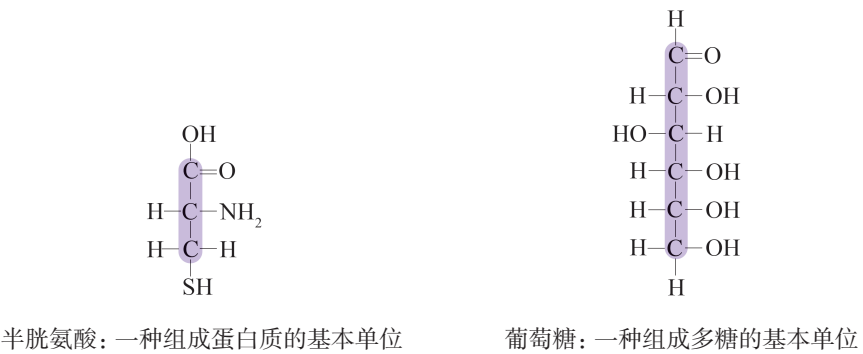 OH
C=O
H—C—NH₂
H—C—H
SH
半胱氨酸：一种组成蛋白质的基本单位
H
C=O
H—C—OH
HO—C—H
H—C—OH
H—C—OH
H—C—OH
H
葡萄糖：一种组成多糖的基本单位